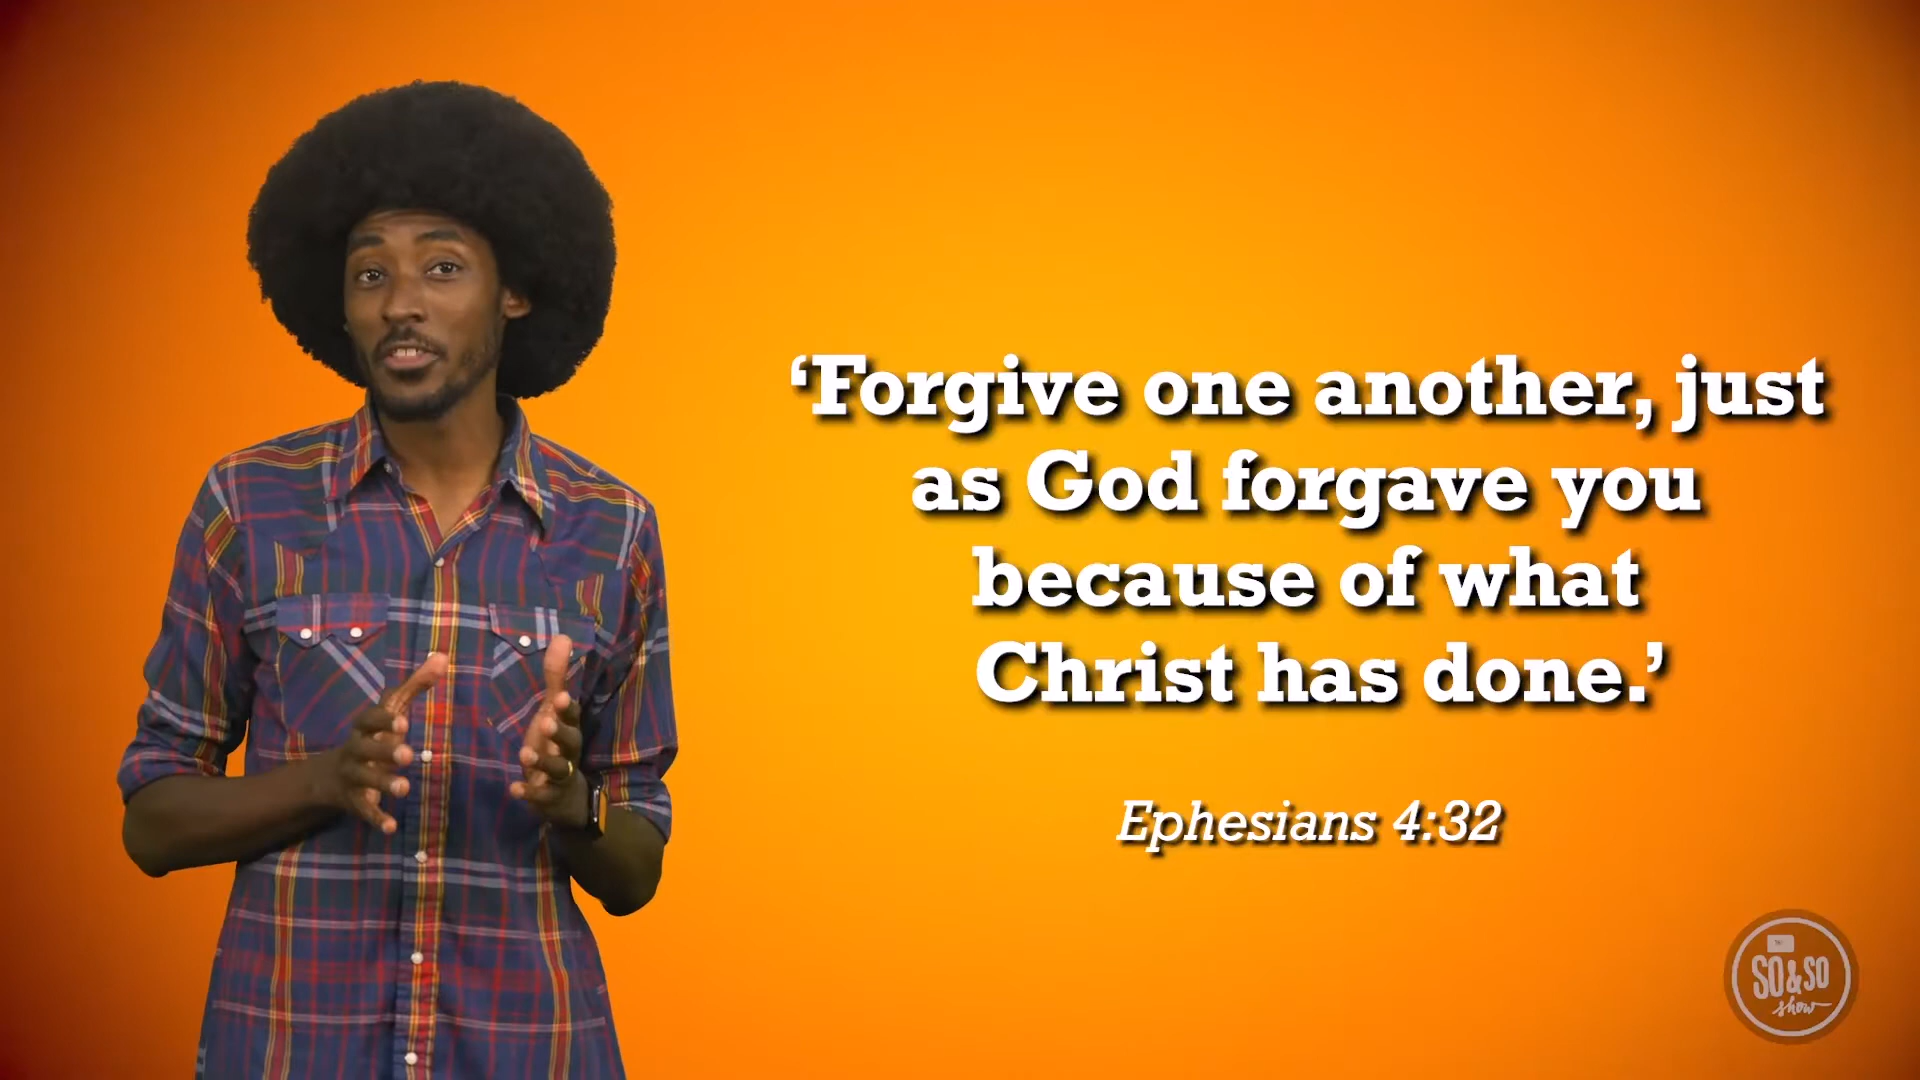 ‘Forgive one another, just
as God forgave you
because of what
Christ has done.’
Ephesians 4:32
SO & SO
show